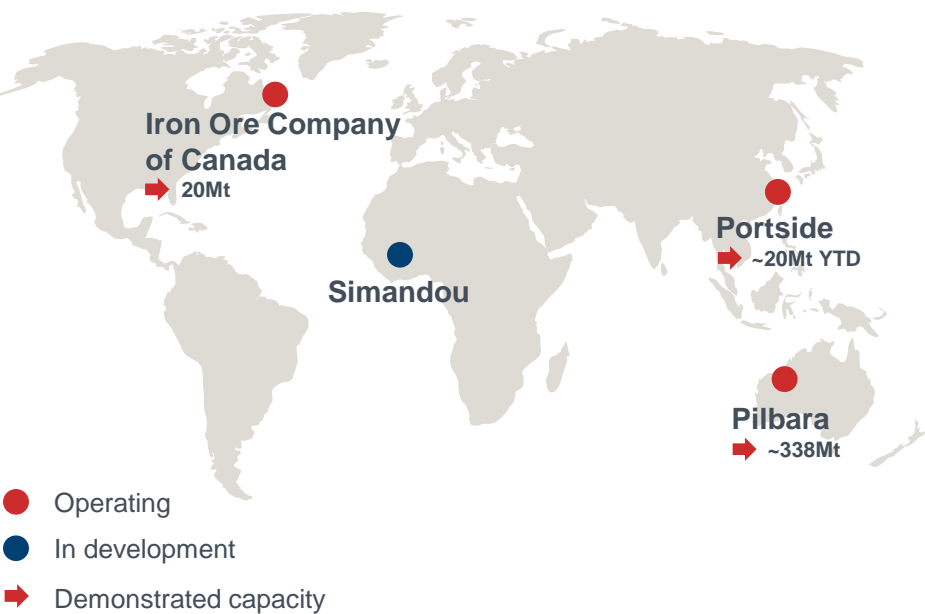 Iron Ore Company
of Canada
20Mt
Portside
~20Mt YTD
Simandou
Pilbara
~338Mt
Operating
In development
Demonstrated capacity